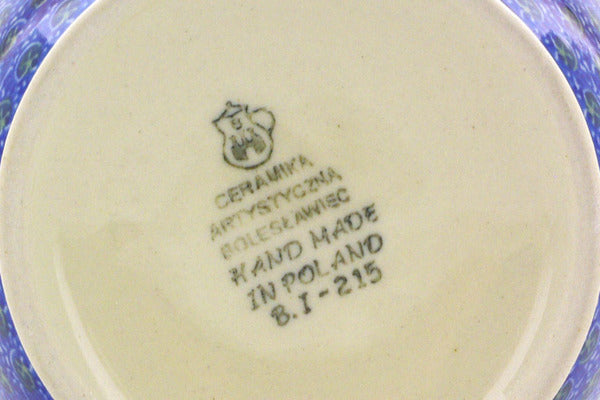 CERAMIKA
ARTYSTYCZNA
BOLESŁAWIEC
HAND MADE
IN POLAND
B.I-215